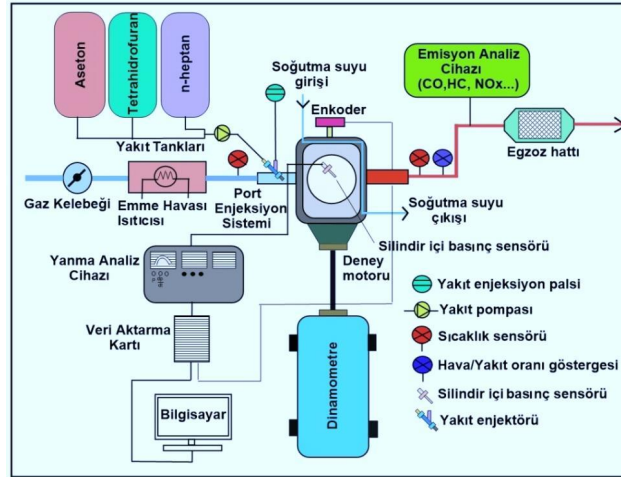 Aseton
Tetrahidrofuran
n-heptan
Yakıt Tankları
Soğutma suyu
girişi
Enkoder
Emisyon Analiz
Cihazı
(CO,HC, NOx...)
Egzoz hattı
Gaz Kelebeği
Emme Havası
Isıtıcısı
Port
Enjeksiyon
Sistemi
Soğutma suyu
çıkışı
Silindir içi basınç sensörü
Deney
motoru
Yanma Analiz
Cihazı
Veri Aktarma
Kartı
Bilgisayar
Dinamometre
Yakıt enjeksiyon palsi
Yakıt pompası
Sıcaklık sensörü
Hava/Yakıt oranı göstergesi
Silindir içi basınç sensörü
Yakıt enjektörü